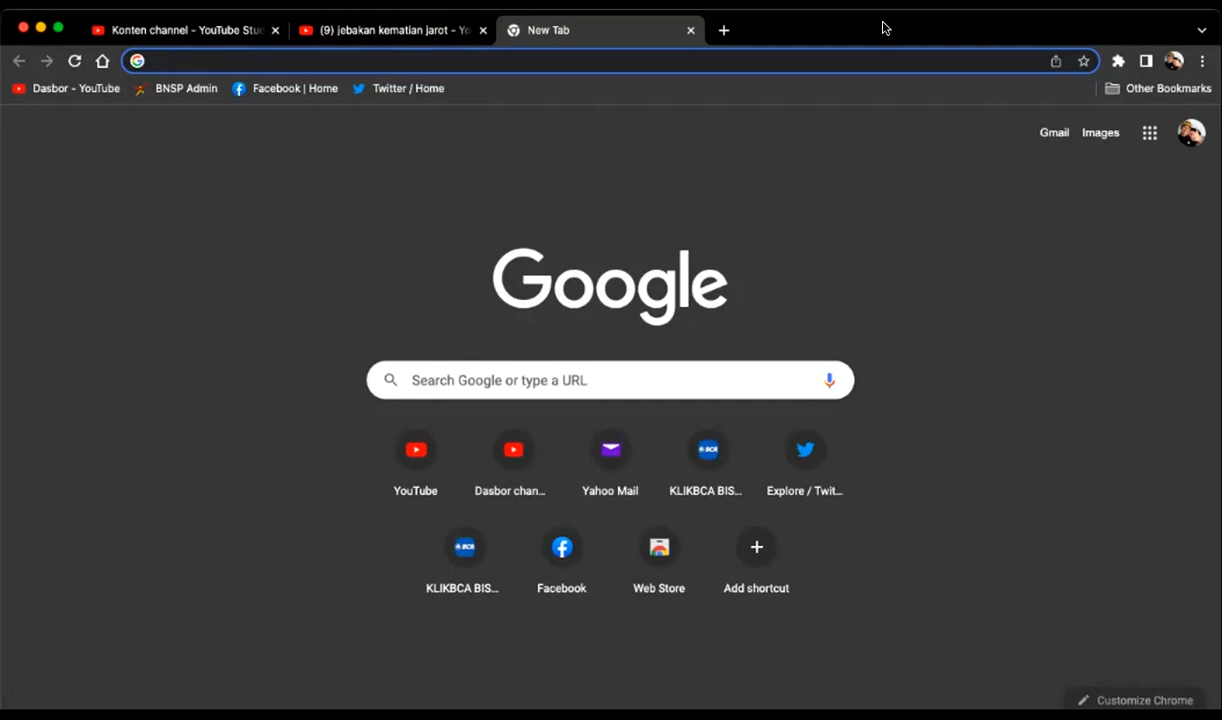 Konten channel - YouTube Stu
(9) jebakan kematian jarot - Yo
New Tab
Dasbor - YouTube
BNSP Admin
Facebook | Home
Twitter / Home
Other Bookmarks
Gmail
Images
Google
Search Google or type a URL
YouTube
Dasbor chan...
Yahoo Mail
KLIKBCA BIS...
Explore / Twit...
KLIKBCA BIS...
Facebook
Web Store
Add shortcut
Customize Chrome